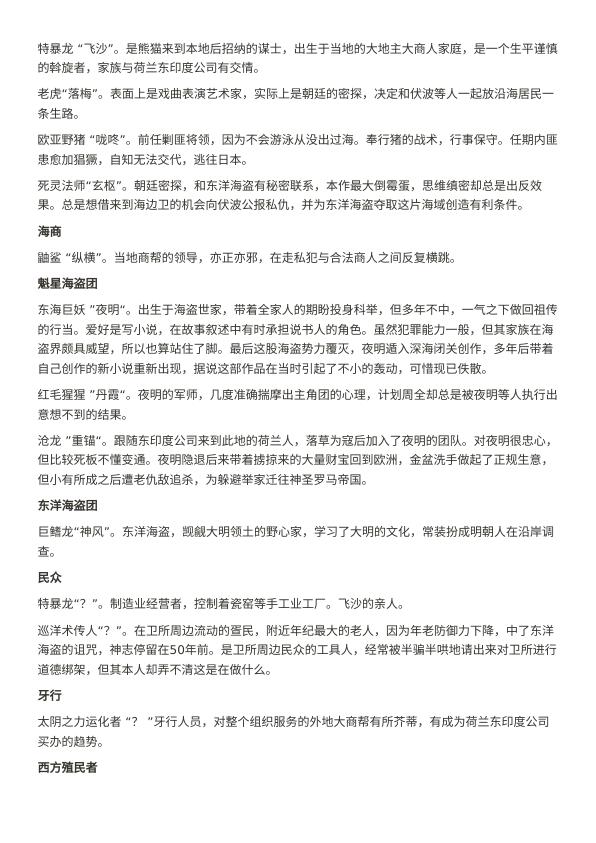 特暴龙 “飞沙”。是熊猫来到本地后招纳的谋士，出生于当地的大地主大商人家庭，是一个生平谨慎
的斡旋者，家族与荷兰东印度公司有交情。
老虎“落梅”。表面上是戏曲表演艺术家，实际上是朝廷的密探，决定和伏波等人一起放沿海居民一
条生路。
欧亚野猪 “咙咚”。前任剿匪将领，因为不会游泳从没出过海。奉行猪的战术，行事保守。任期内匪
患愈加猖獗，自知无法交代，逃往日本。
死灵法师“玄枢”。朝廷密探，和东洋海盗有秘密联系，本作最大倒霉蛋，思维缜密却总是出反效
果。总是想借来到海边卫的机会向伏波公报私仇，并为东洋海盗夺取这片海域创造有利条件。
海商
鼬鲨 “纵横”。当地商帮的领导，亦正亦邪，在走私犯与合法商人之间反复横跳。
魁星海盗团
东海巨妖 ”夜明“。出生于海盗世家，带着全家人的期盼投身科举，但多年不中，一气之下做回祖传
的行当。爱好是写小说，在故事叙述中有时承担说书人的角色。虽然犯罪能力一般，但其家族在海
盗界颇具威望，所以也算站住了脚。最后这股海盗势力覆灭，夜明遁入深海闭关创作，多年后带着
自己创作的新小说重新出现，据说这部作品在当时引起了不小的轰动，可惜现已佚散。
红毛猩猩 ”丹霞“。夜明的军师，几度准确揣摩出主角团的心理，计划周全却总是被夜明等人执行出
意想不到的结果。
沧龙 ”重锚“。跟随东印度公司来到此地的荷兰人，落草为寇后加入了夜明的团队。对夜明很忠心，
但比较死板不懂变通。夜明隐退后来带着掳掠来的大量财宝回到欧洲，金盆洗手做起了正规生意，
但小有所成之后遭老仇敌追杀，为躲避举家迁往神圣罗马帝国。
东洋海盗团
巨鳍龙“神风”。东洋海盗，觊觎大明领土的野心家，学习了大明的文化，常装扮成明朝人在沿岸调
查。
民众
特暴龙“？”。制造业经营者，控制着瓷窑等手工业工厂。飞沙的亲人。
巡洋术传人“？”。在卫所周边流动的疍民，附近年纪最大的老人，因为年老防御力下降，中了东洋
海盗的诅咒，神志停留在50年前。是卫所周边民众的工具人，经常被半骗半哄地请出来对卫所进行
道德绑架，但其本人却弄不清这是在做什么。
牙行
太阴之力运化者 “？ ”牙行人员，对整个组织服务的外地大商帮有所芥蒂，有成为荷兰东印度公司
买办的趋势。
西方殖民者